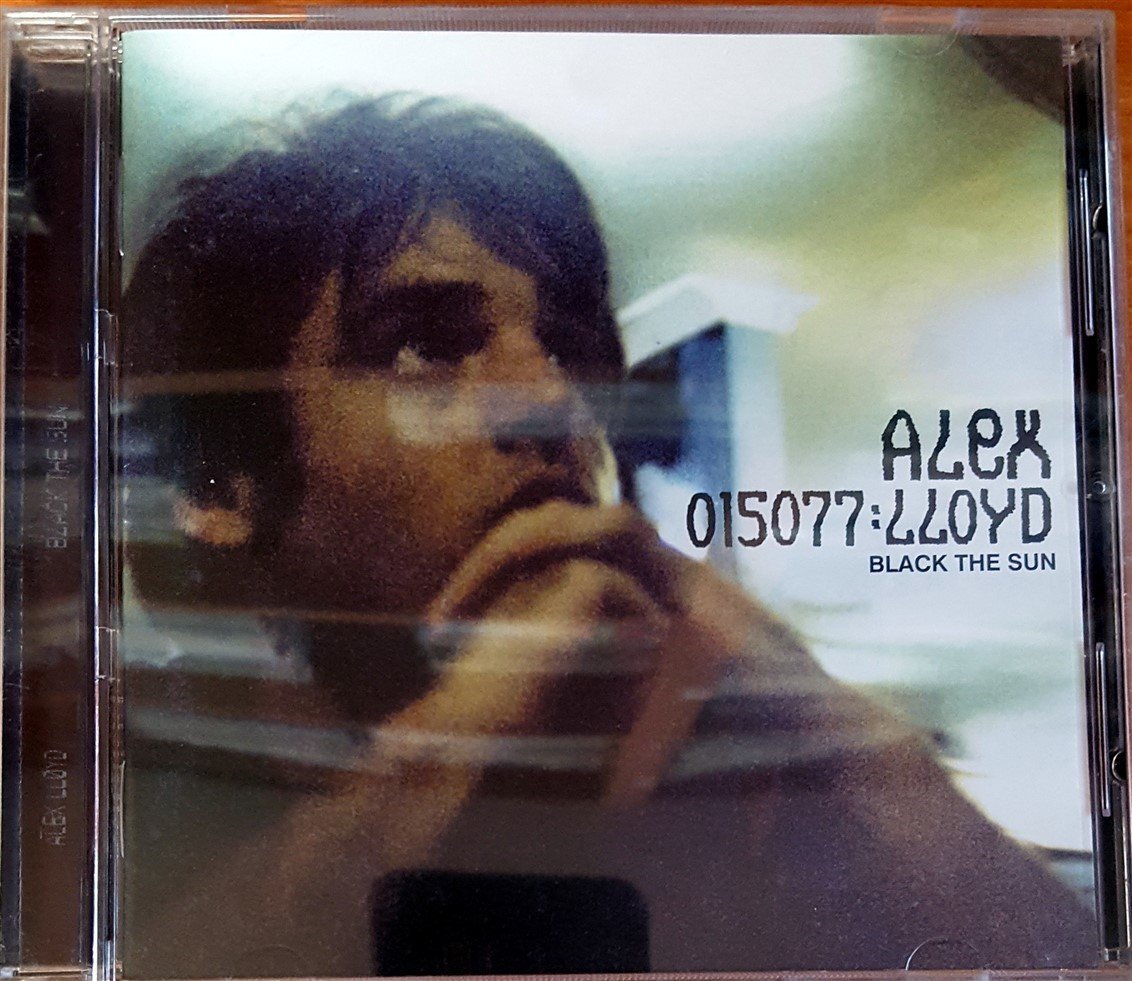 ALeX
015077:LLOYD
BLACK THE SUN
BLACK THE SUN
ALeX LLOYD